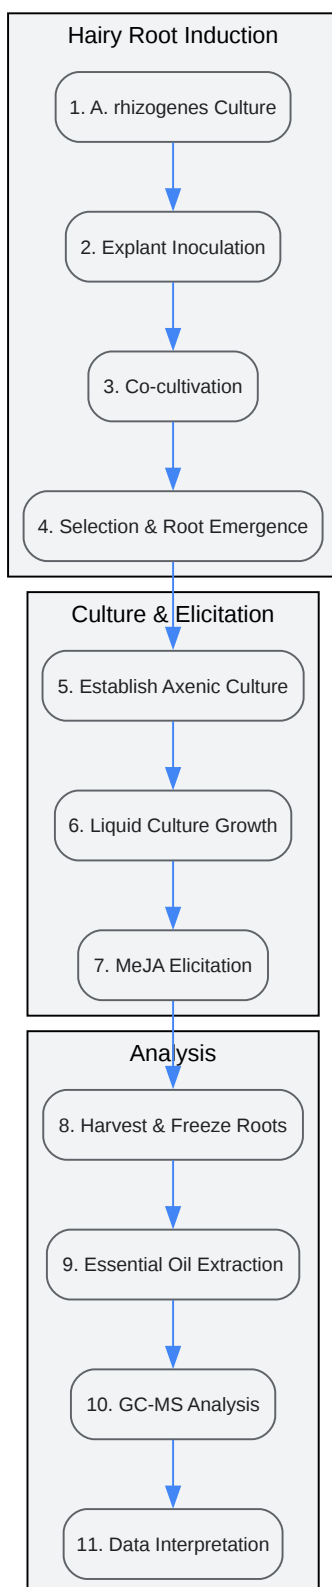 Hairy Root Induction
1. A. rhizogenes Culture
2. Explant Inoculation
3. Co-cultivation
4. Selection & Root Emergence
Culture & Elicitation
5. Establish Axenic Culture
6. Liquid Culture Growth
7. MeJA Elicitation
Analysis
8. Harvest & Freeze Roots
9. Essential Oil Extraction
10. GC-MS Analysis
11. Data Interpretation